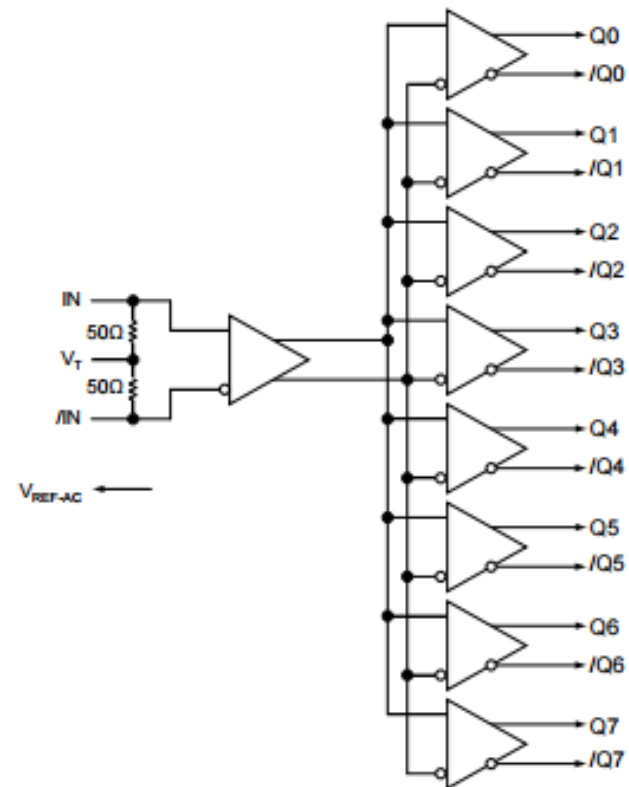 Q0
/Q0
Q1
/Q1
Q2
/Q2
IN
50Ω
Q3
V_T
/Q3
50Ω
/IN
Q4
/Q4
V_REF-AC
Q5
/Q5
Q6
/Q6
Q7
/Q7